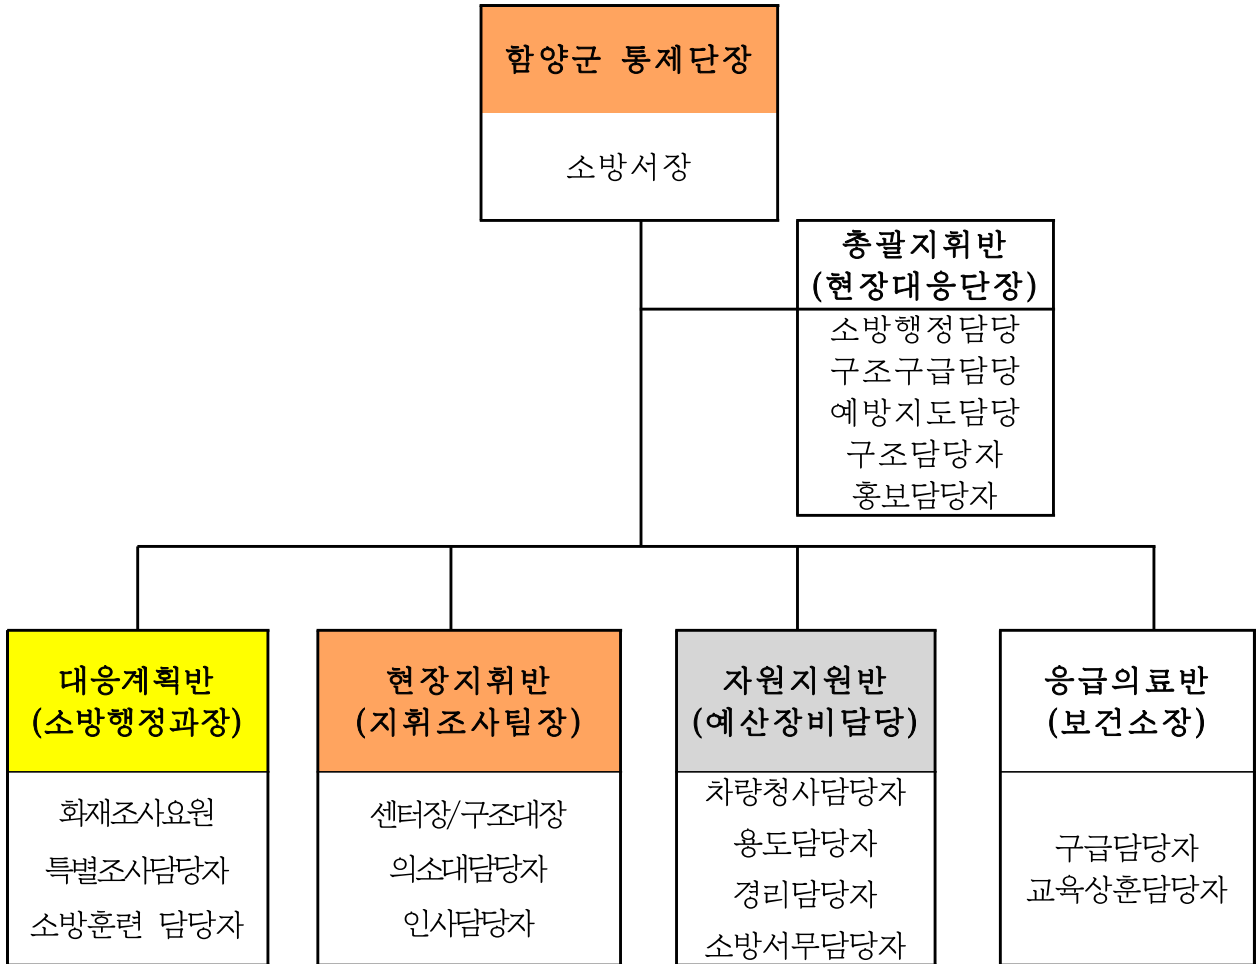 함양군 통제단장
소방서장
총괄지휘반
(현장대응단장)
소방행정담당
구조구급담당
예방지도담당
구조담당자
홍보담당자
대응계획반
(소방행정과장)
화재조사요원
특별조사담당자
소방훈련 담당자
현장지휘반
(지휘조사팀장)
센터장/구조대장
의소대담당자
인사담당자
자원지원반
(예산장비담당)
차량청사담당자
용도담당자
경리담당자
소방서무담당자
응급의료반
(보건소장)
구급담당자
교육상훈담당자